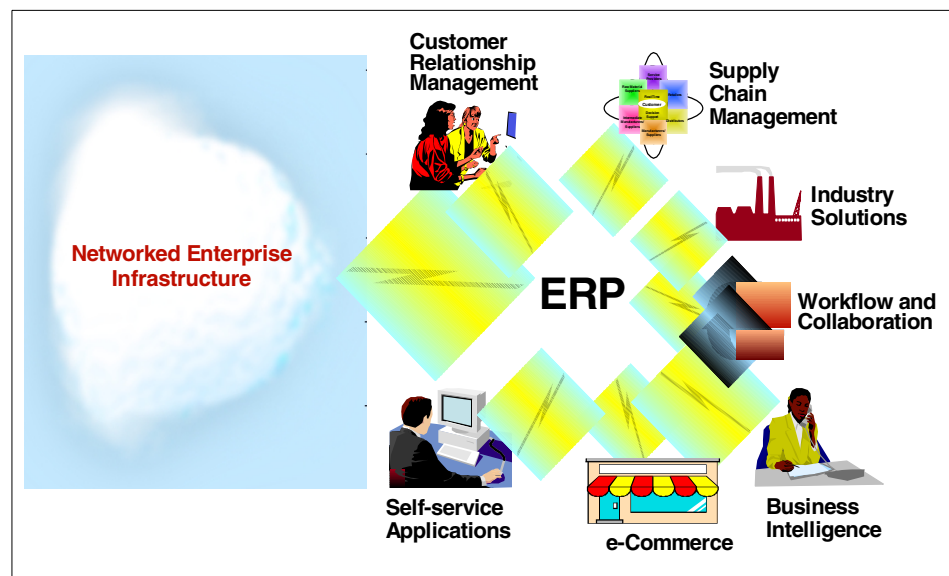 Customer
Relationship
Management
Supply
Chain
Management
Customer
Industry
Solutions
Networked Enterprise
Infrastructure
ERP
Workflow and
Collaboration
Self-service
Applications
e-Commerce
Business
Intelligence